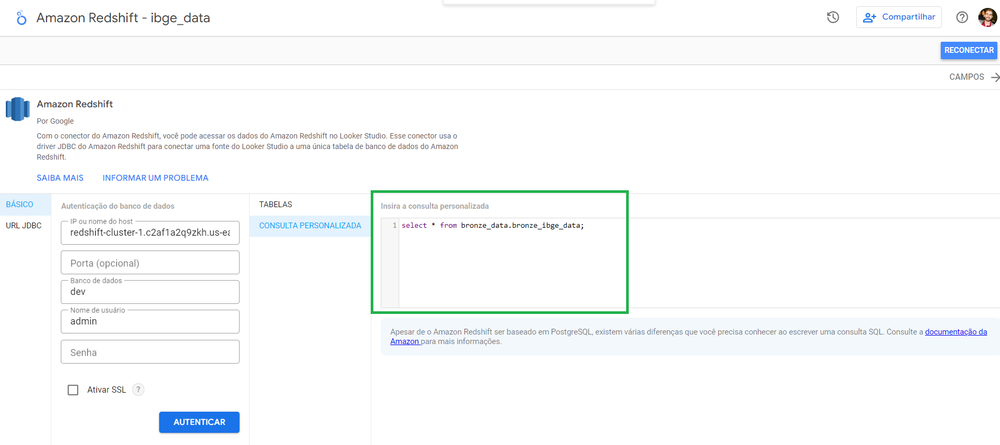 Amazon Redshift - ibge_data
Compartilhar
RECONECTAR
CAMPOS
Amazon Redshift
Por Google
Com o conector do Amazon Redshift, você pode acessar os dados do Amazon Redshift no Looker Studio. Esse conector usa o
driver JDBC do Amazon Redshift para conectar uma fonte do Looker Studio a uma única tabela de banco de dados do Amazon
Redshift.
SAIBA MAIS INFORMAR UM PROBLEMA
BÁSICO
URL JDBC
Autenticação do banco de dados
IP ou nome do host
redshift-cluster-1.c2af1a2q9zkh.us-ea
Porta (opcional)
Banco de dados
dev
Nome de usuário
admin
Senha
Ativar SSL ?
AUTENTICAR
TABELAS
CONSULTA PERSONALIZADA
Insira a consulta personalizada
1 select * from bronze_data.bronze_ibge_data;
Apesar de o Amazon Redshift ser baseado em PostgreSQL, existem várias diferenças que você precisa conhecer ao escrever uma consulta SQL. Consulte a documentação da
Amazon para mais informações.